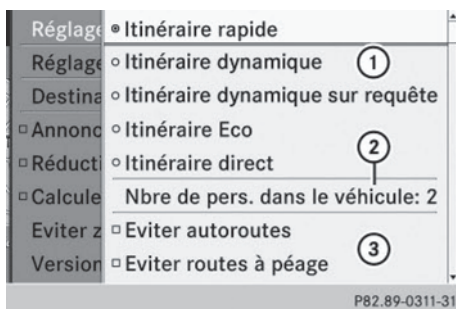 Réglage
Réglage
Destina
Annonc
Réducti
Calcule
Eviter z
Version
Itinéraire rapide
Itinéraire dynamique
1
Itinéraire dynamique sur requête
Itinéraire Eco
2
Itinéraire direct
Nbre de pers. dans le véhicule: 2
Eviter autoroutes
3
Eviter routes à péage
P82.89-0311-31